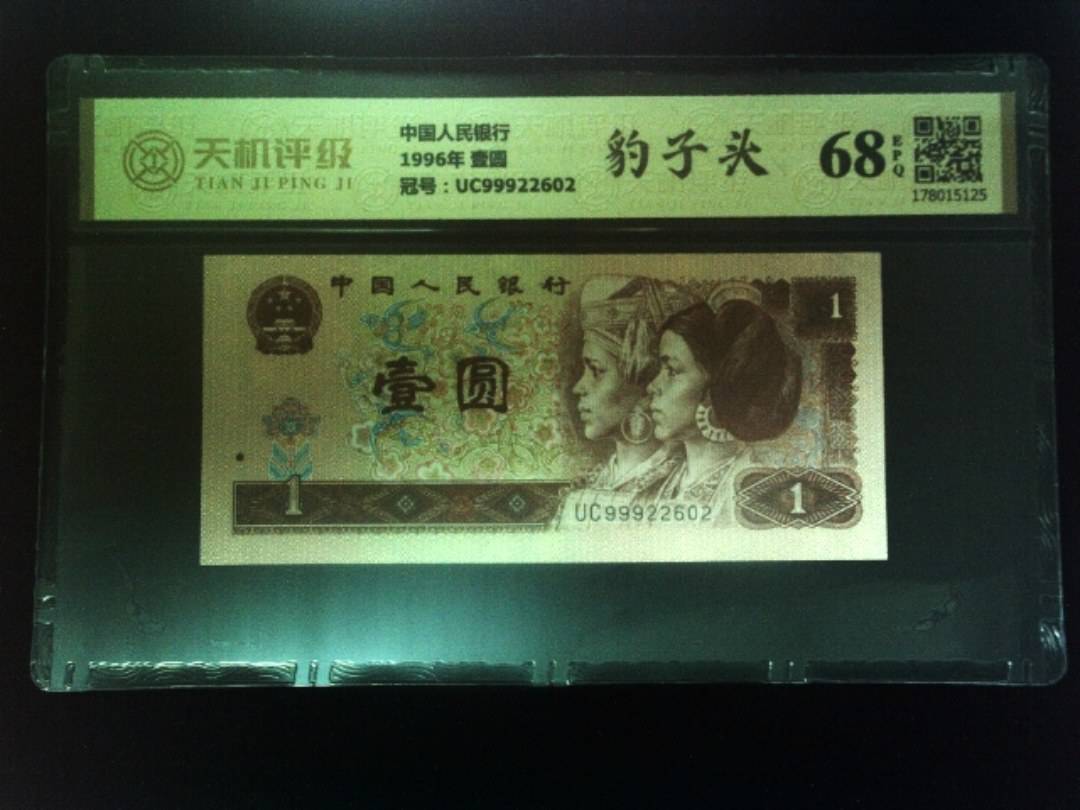 天机评级
TIAN JI PING JI
中国人民银行
1996年 壹圆
冠号：UC99922602
豹子头
68
EPQ
178015125
中国人民银行
1
壹圆
1
UC99922602
1